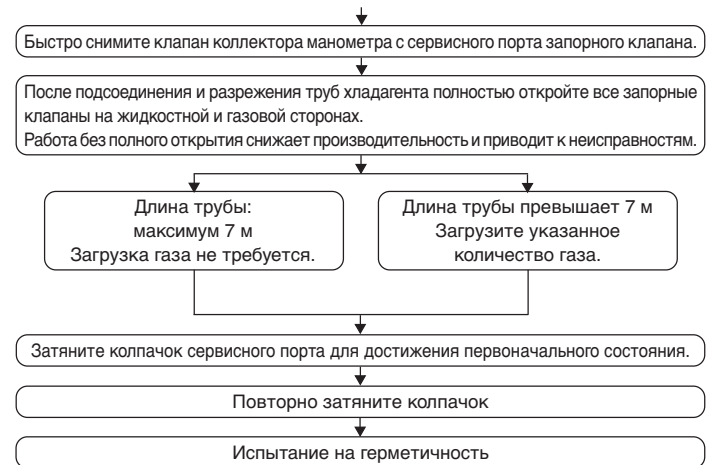 Быстро снимите клапан коллектора манометра с сервисного порта запорного клапана.
После подсоединения и разрежения труб хладагента полностью откройте все запорные
клапаны на жидкостной и газовой сторонах.
Работа без полного открытия снижает производительность и приводит к неисправностям.
Длина трубы:
максимум 7 м
Загрузка газа не требуется.
Длина трубы превышает 7 м
Загрузите указанное
количество газа.
Затяните колпачок сервисного порта для достижения первоначального состояния.
Повторно затяните колпачок
Испытание на герметичность